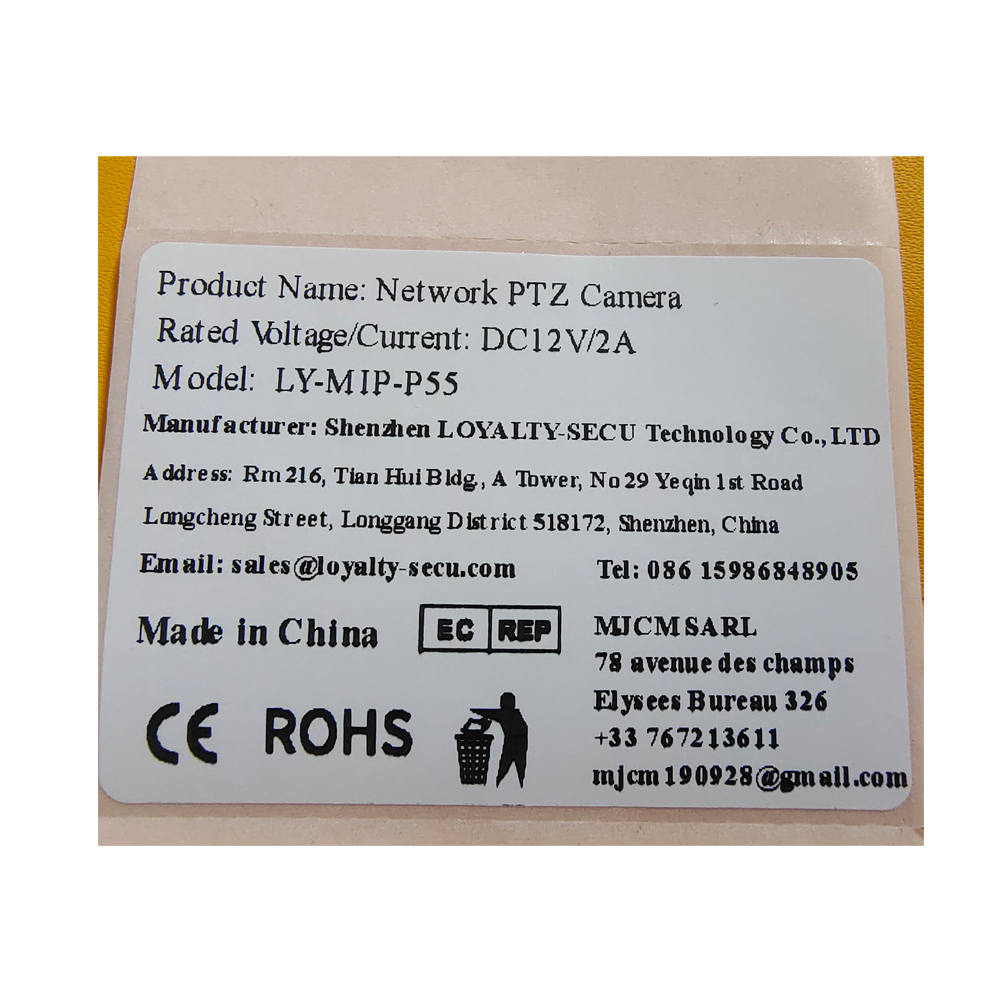 Product Name: Network PTZ Camera
Rated Voltage/Current: DC12V/2A
Model: LY-MIP-P55
Manufacturer: Shenzhen LOYALTY-SECU Technology Co., LTD
Address: Rm 216, Tian Hui Bldg., A Tower, No 29 Yeqin 1st Road
Longcheng Street, Longgang District 518172, Shenzhen, China
Email: sales@loyalty-secu.com Tel: 086 15986848905
Made in China EC REP
MJCM SARL
78 avenue des champs
Elysees Bureau 326
+33 767213611
mjcm190928@gmail.com
CE ROHS